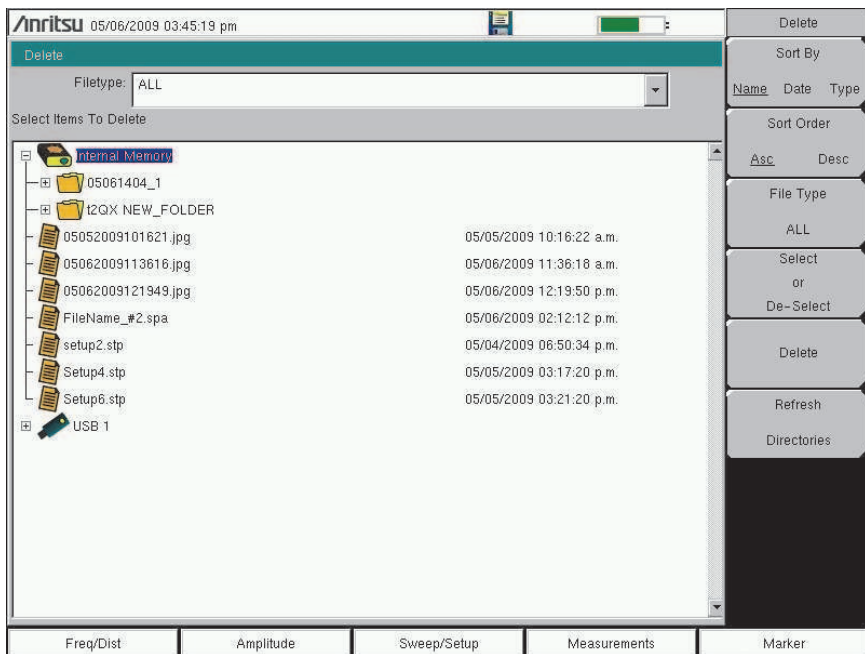 Anritsu 05/06/2009 03:45:19 pm
Delete
Filetype: ALL
Select Items To Delete
Internal Memory
05061404_1
t2QX NEW_FOLDER
05052009101621.jpg 05/05/2009 10:16:22 a.m.
05062009113616.jpg 05/06/2009 11:36:18 a.m.
05062009121949.jpg 05/06/2009 12:19:50 p.m.
FileName_#2.spa 05/06/2009 02:12:12 p.m.
setup2.stp 05/04/2009 06:50:34 p.m.
Setup4.stp 05/05/2009 03:17:20 p.m.
Setup6.stp 05/05/2009 03:21:20 p.m.
USB 1
Delete
Sort By
Name Date Type
Sort Order
Asc Desc
File Type
ALL
Select
or
De-Select
Delete
Refresh
Directories
Freq/Dist Amplitude Sweep/Setup Measurements Marker